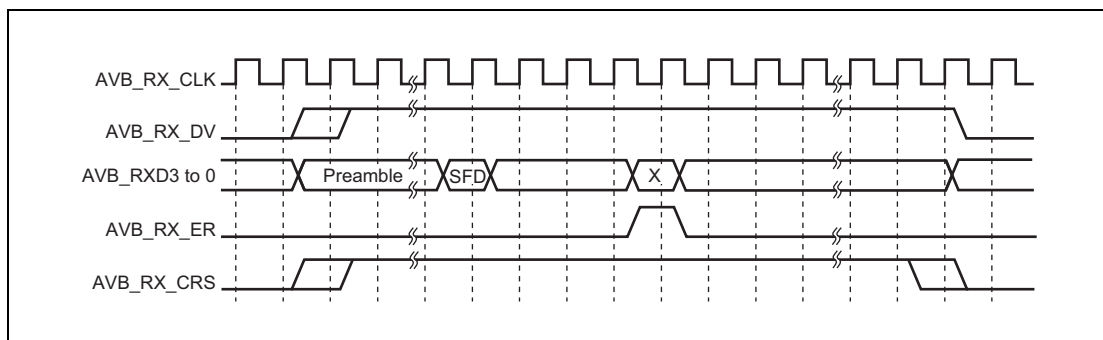 AVB_RX_CLK
AVB_RX_DV
AVB_RXD3 to 0
Preamble
SFD
X
AVB_RX_ER
AVB_RX_CRS